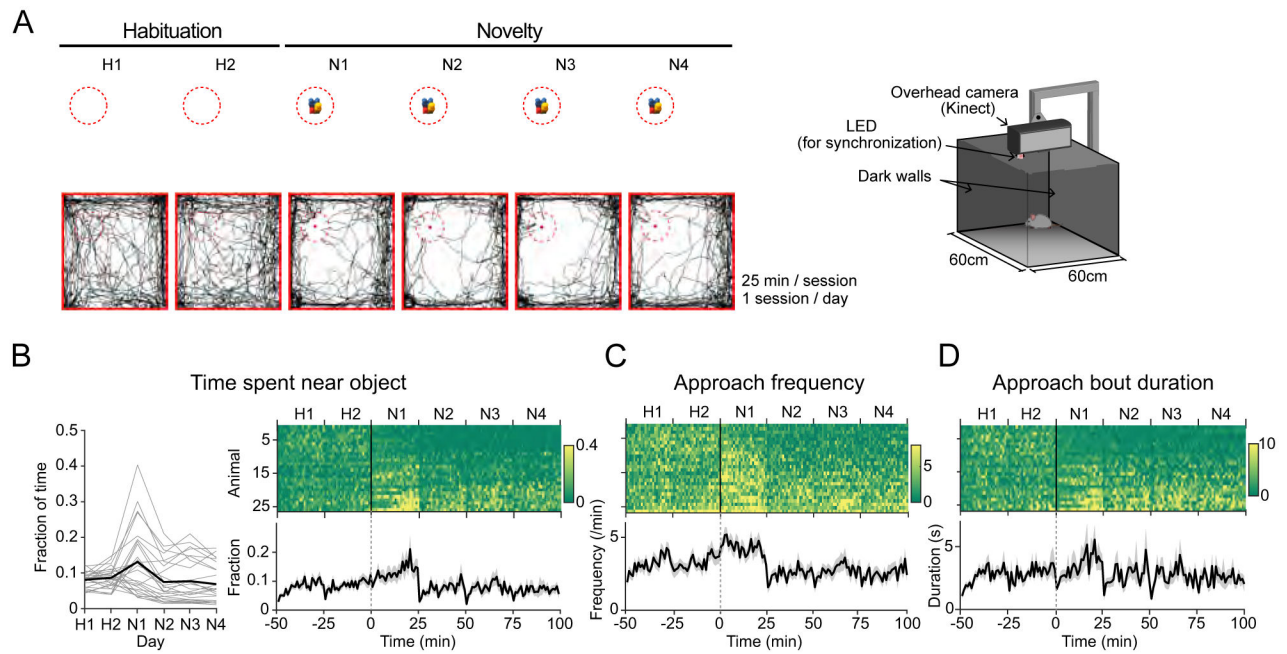 A
Habituation
Novelty
H1
H2
N1
N2
N3
N4
25 min / session
1 session / day
Overhead camera
(Kinect)
LED
(for synchronization)
Dark walls
60cm
60cm
B
Time spent near object
0.5
0.4
0.3
0.2
0.1
0
Fraction of time
H1 H2 N1 N2 N3 N4
Day
H1 H2 N1 N2 N3 N4
5
15
25
Animal
0.4
0
0.2
0.1
0
Fraction
-50 -25 0 25 50 75 100
Time (min)
C
Approach frequency
H1 H2 N1 N2 N3 N4
5
0
5
0
Frequency (/min)
-50 -25 0 25 50 75 100
Time (min)
D
Approach bout duration
H1 H2 N1 N2 N3 N4
10
0
5
0
Duration (s)
-50 -25 0 25 50 75 100
Time (min)